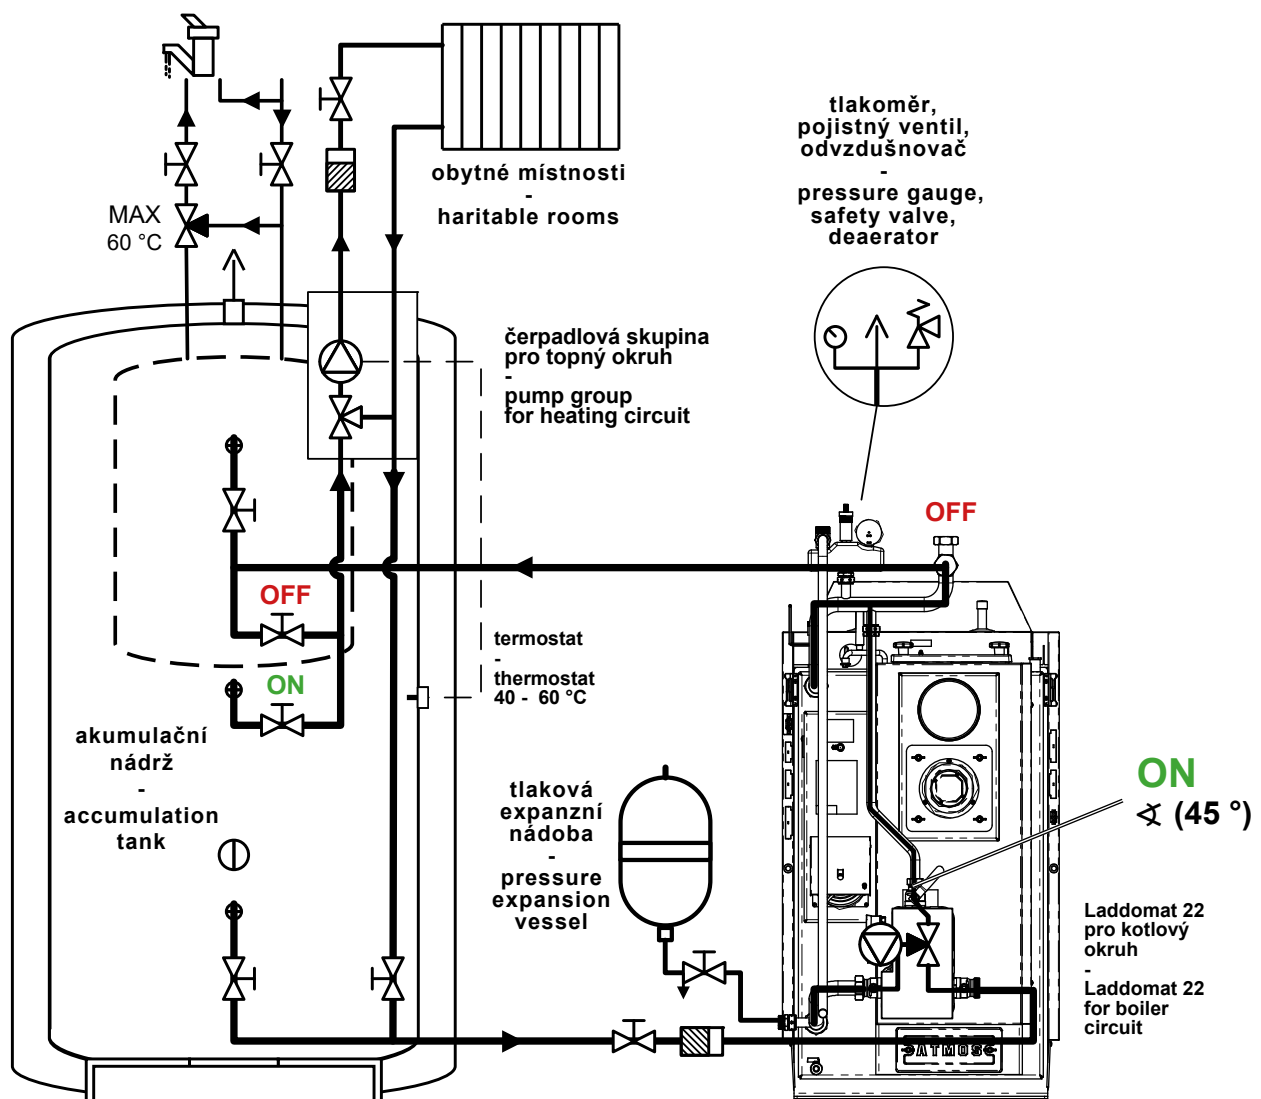 obytné místnosti
-
haritable rooms
tlakoměr,
pojistný ventil,
odvzdušnovač
-
pressure gauge,
safety valve,
deaerator
MAX
60 °C
čerpadlová skupina
pro topný okruh
-
pump group
for heating circuit
OFF
OFF
ON
termostat
-
thermostat
40 - 60 °C
akumulační
nádrž
-
accumulation
tank
tlaková
expanzní
nádoba
-
pressure
expansion
vessel
ON
∢ (45 °)
Laddomat 22
pro kotlový
okruh
-
Laddomat 22
for boiler
circuit
ATMOS